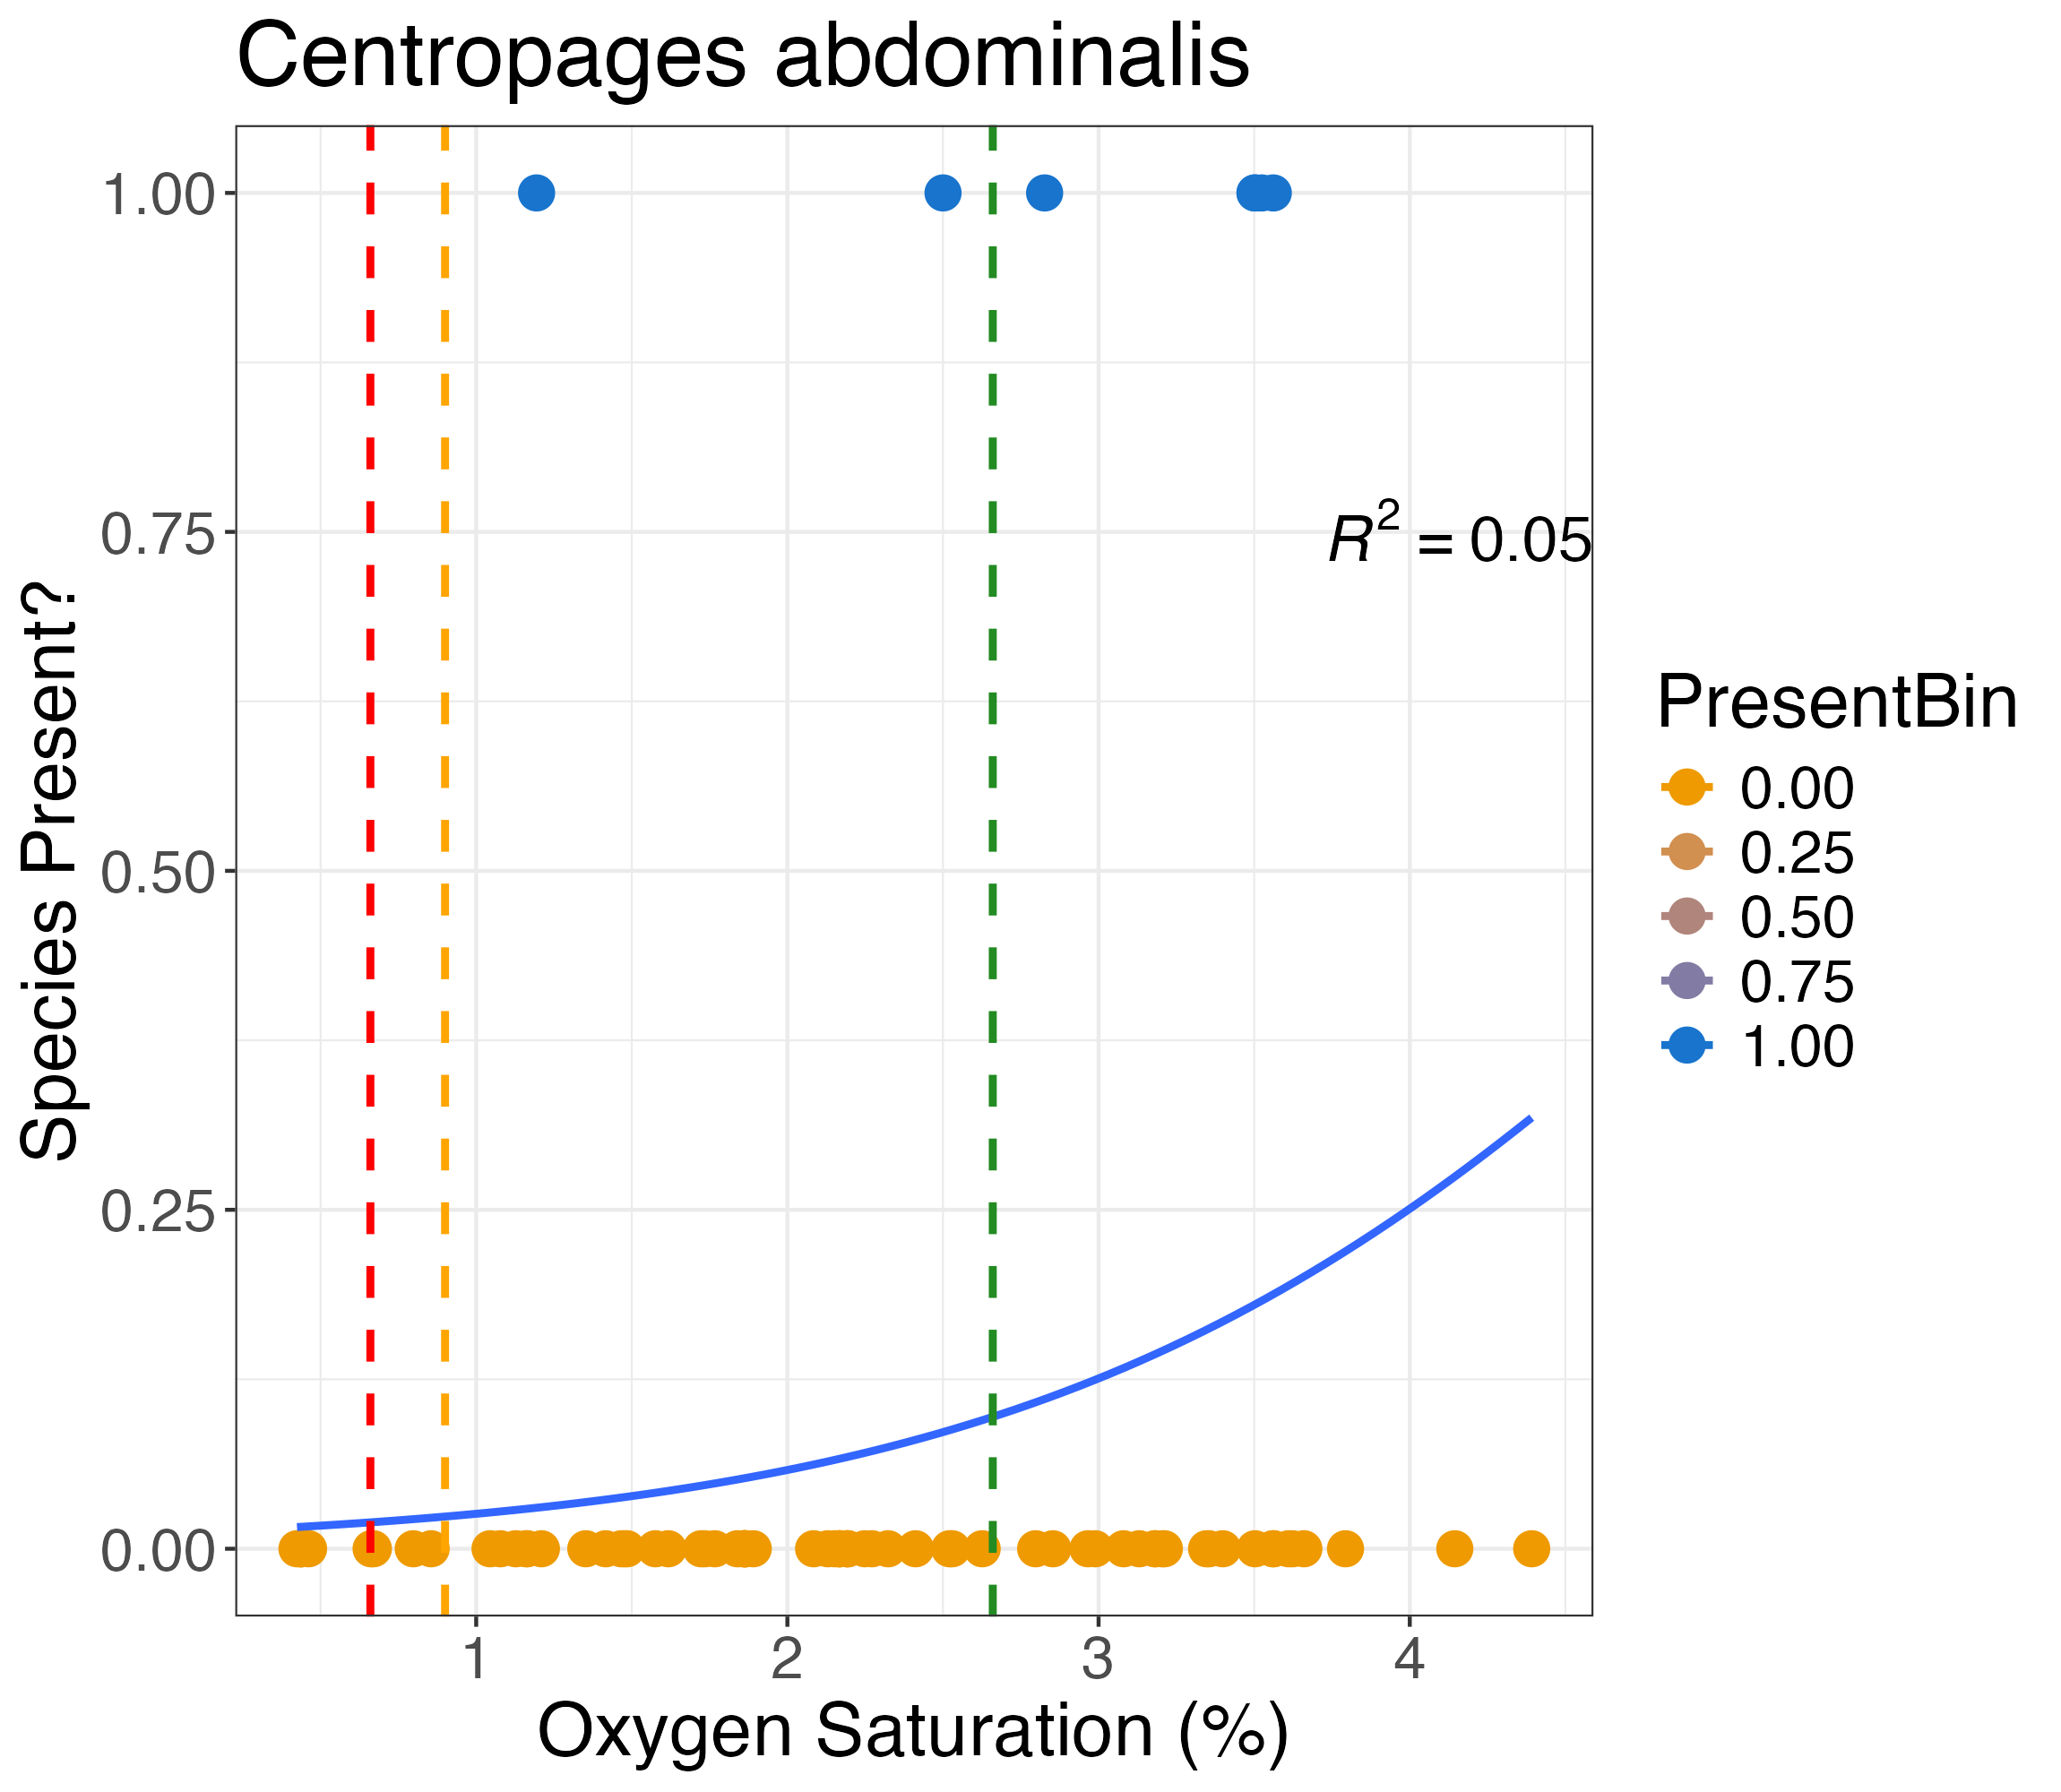 Centropages abdominalis
1.00
0.75
0.50
0.25
0.00
Species Present?
R² = 0.05
1 2 3 4
Oxygen Saturation (%)
PresentBin
0.00
0.25
0.50
0.75
1.00